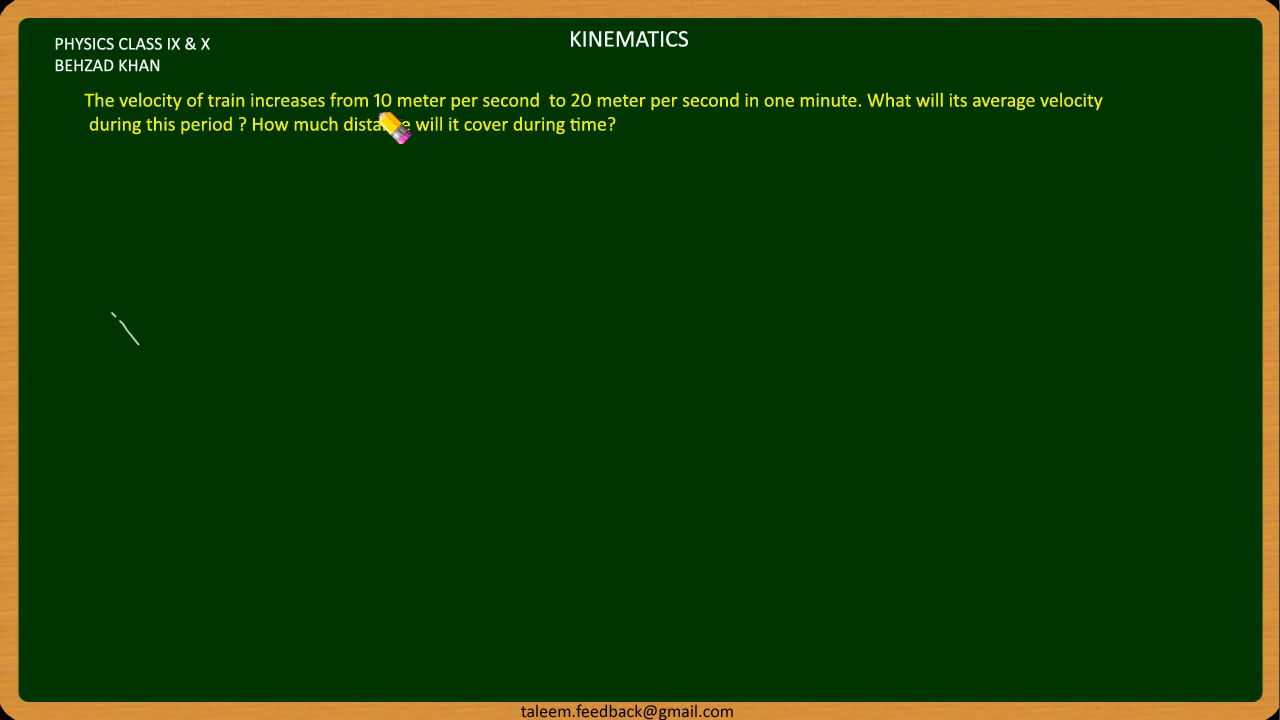 KINEMATICS
PHYSICS CLASS IX & X
BEHZAD KHAN
The velocity of train increases from 10 meter per second to 20 meter per second in one minute. What will its average velocity
during this period ? How much distance will it cover during time?
taleem.feedback@gmail.com